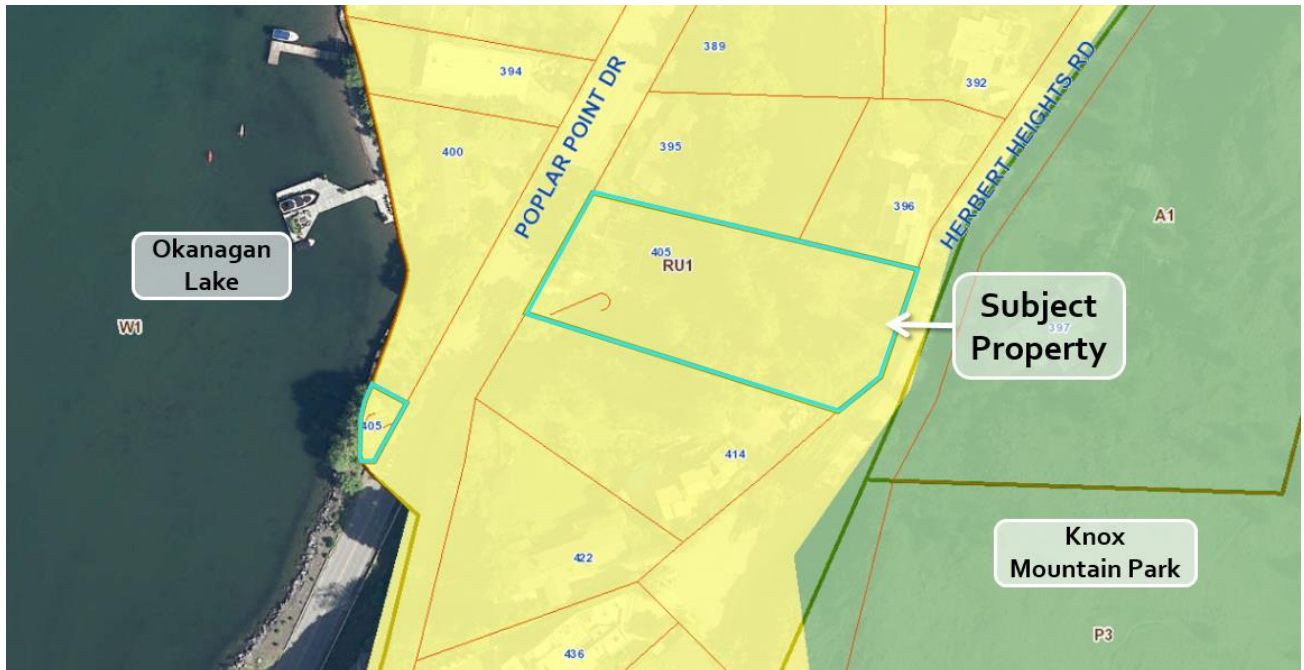 389
394
392
HERBERT HEIGHTS RD
POPLAR POINT DR
395
400
396
A1
Okanagan
Lake
405
RU1
Subject
Property
397
W1
405
414
Knox
Mountain Park
422
P3
436